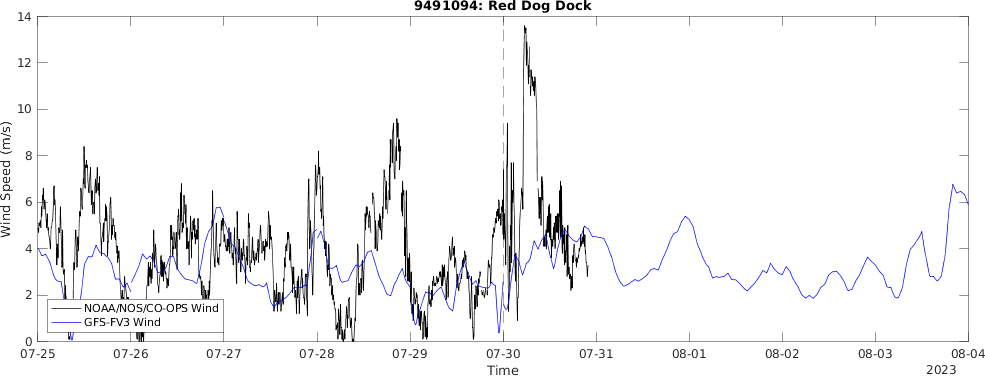 9491094: Red Dog Dock
Wind Speed (m/s)
14
12
10
8
6
4
2
0
NOAA/NOS/CO-OPS Wind
GFS-FV3 Wind
07-25 07-26 07-27 07-28 07-29 07-30 07-31 08-01 08-02 08-03 08-04
Time
2023